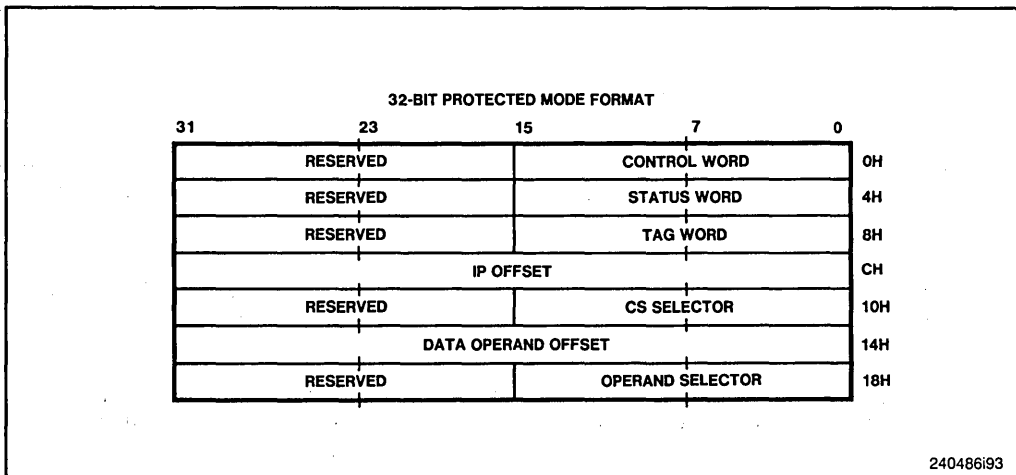 32-BIT PROTECTED MODE FORMAT
31 23 15 7 0
RESERVED CONTROL WORD 0H
RESERVED STATUS WORD 4H
RESERVED TAG WORD 8H
IP OFFSET CH
RESERVED CS SELECTOR 10H
DATA OPERAND OFFSET 14H
RESERVED OPERAND SELECTOR 18H
240486i93